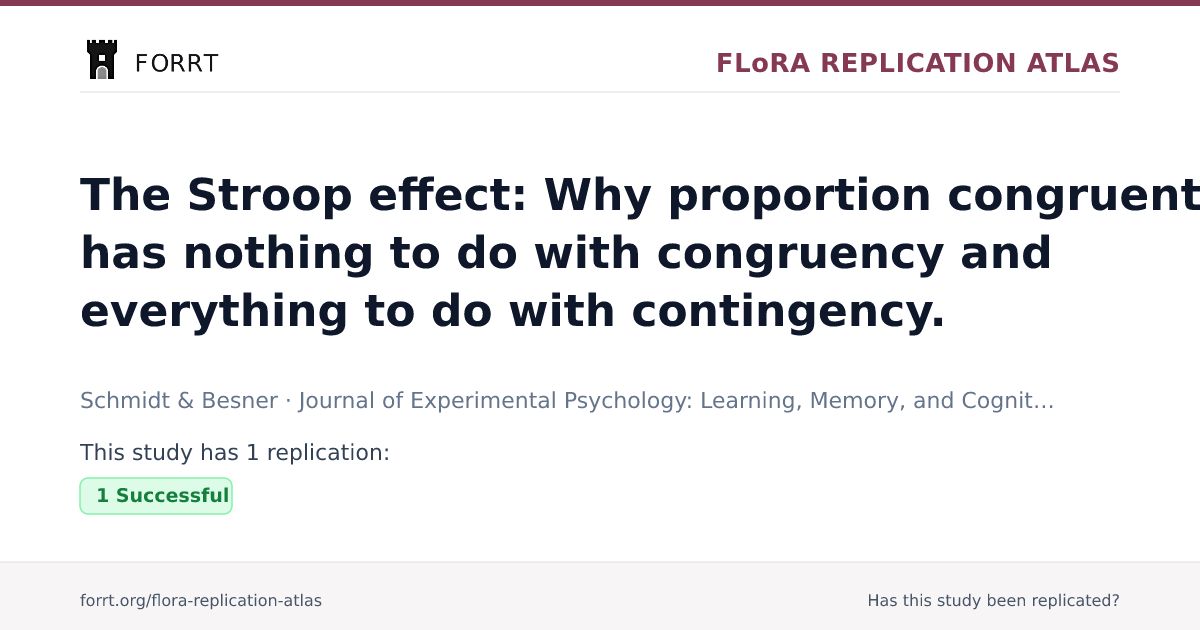 FORRT
FLoRA REPLICATION ATLAS
The Stroop effect: Why proportion congruent
has nothing to do with congruency and
everything to do with contingency.
Schmidt & Besner · Journal of Experimental Psychology: Learning, Memory, and Cognit…
This study has 1 replication:
1 Successful
forrt.org/flora-replication-atlas
Has this study been replicated?